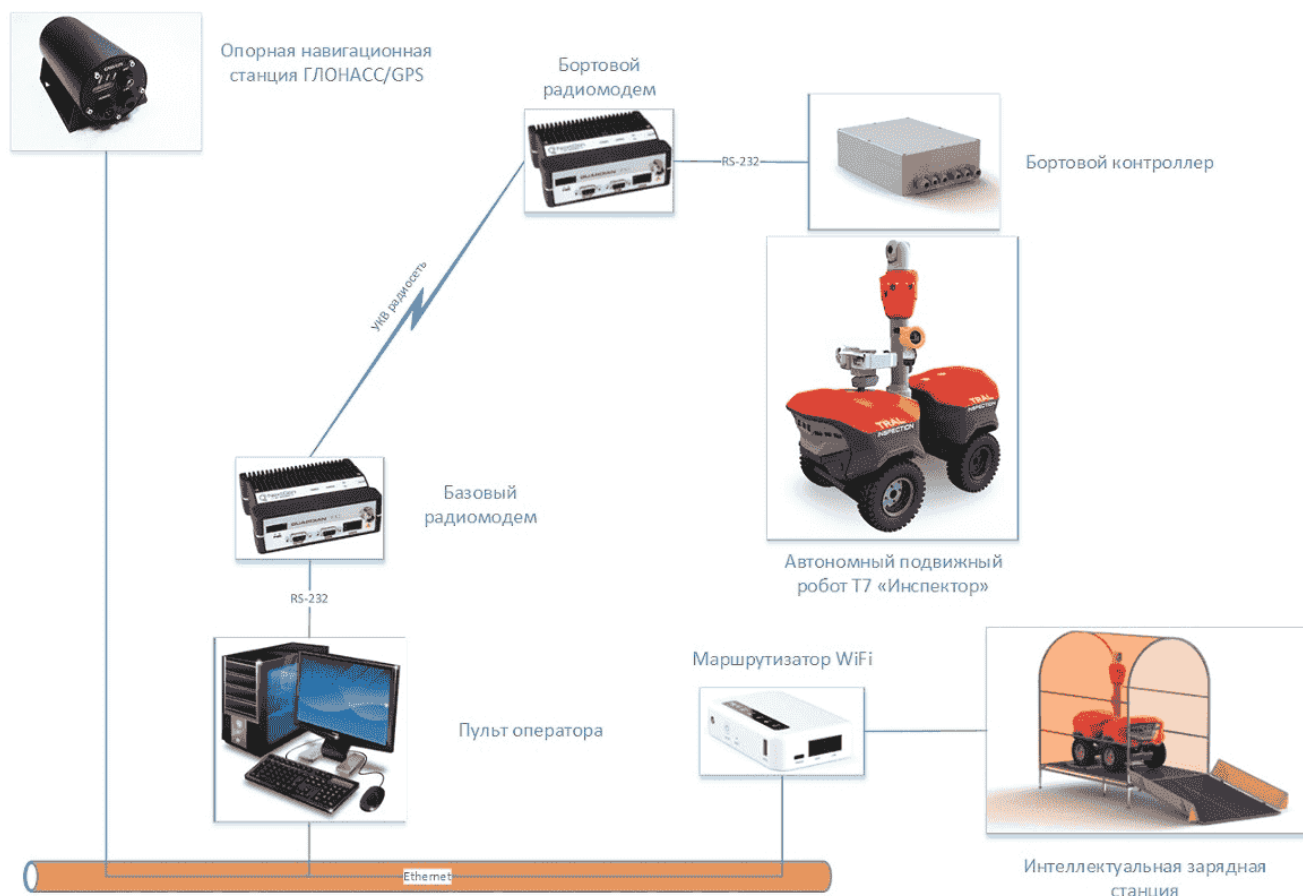 Опорная навигационная
станция ГЛОНАСС/GPS
Бортовой
радиомодем
RS-232
Бортовой контроллер
УКВ радиосеть
TRAL
INSPECTION
TRAL
INSPECTION
Автономный подвижный
робот Т7 «Инспектор»
Базовый
радиомодем
RS-232
Пульт оператора
Маршрутизатор WiFi
Ethernet
Интеллектуальная зарядная
станция